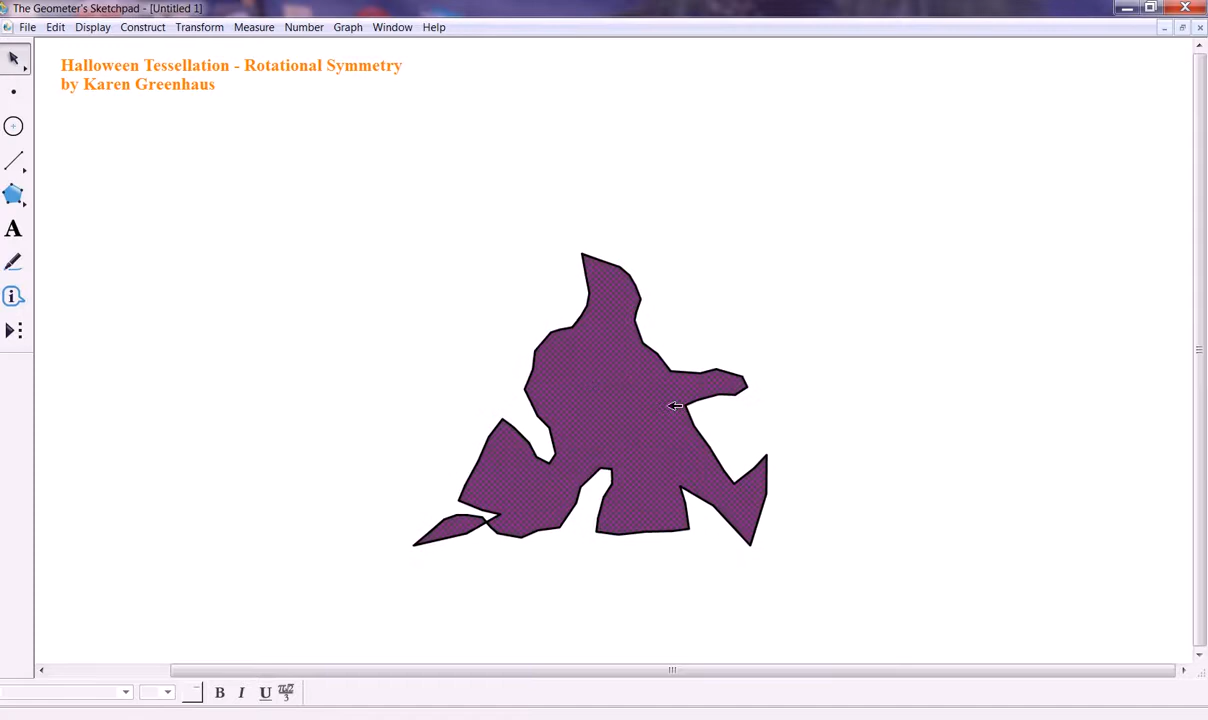 The Geometer's Sketchpad - [Untitled 1]
File Edit Display Construct Transform Measure Number Graph Window Help
Halloween Tessellation - Rotational Symmetry
by Karen Greenhaus
A
B I U